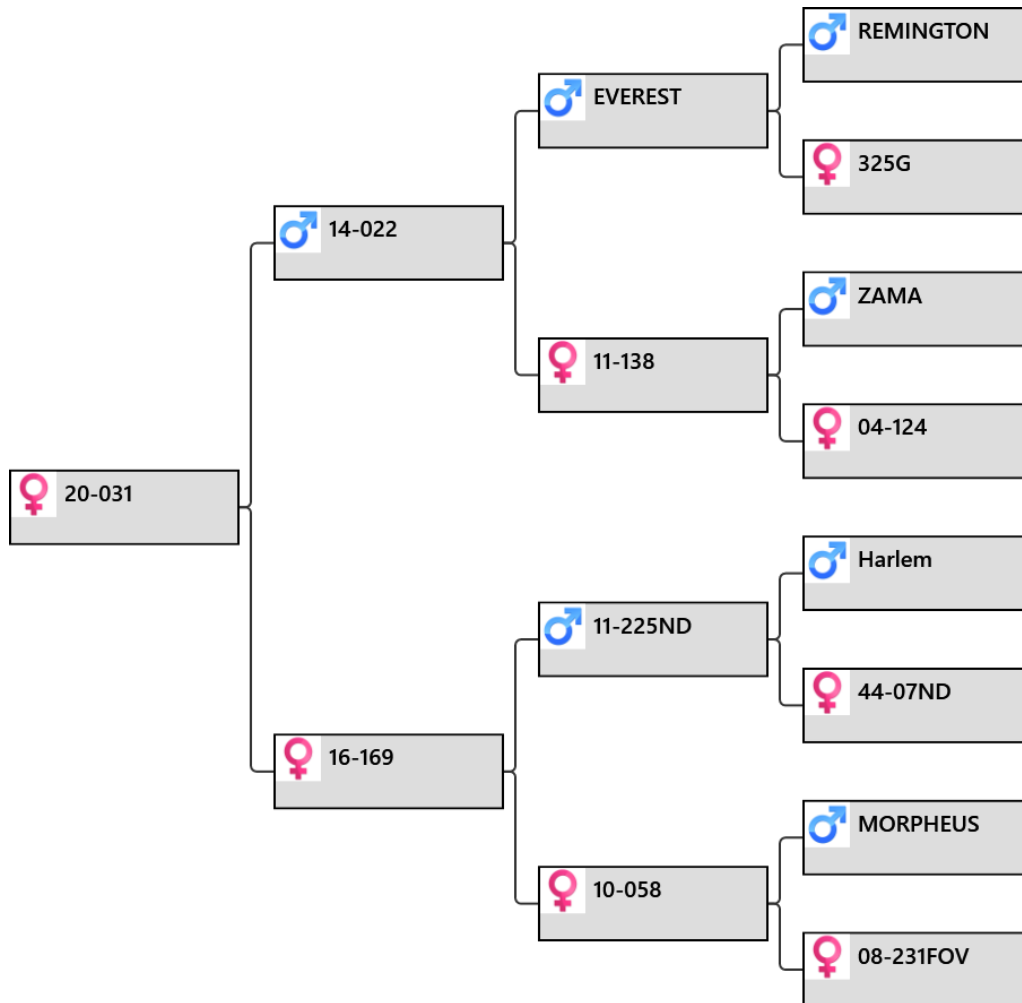 REMINGTON
EVEREST
325G
14-022
ZAMA
11-138
04-124
20-031
Harlem
11-225ND
44-07ND
16-169
MORPHEUS
10-058
08-231FOV